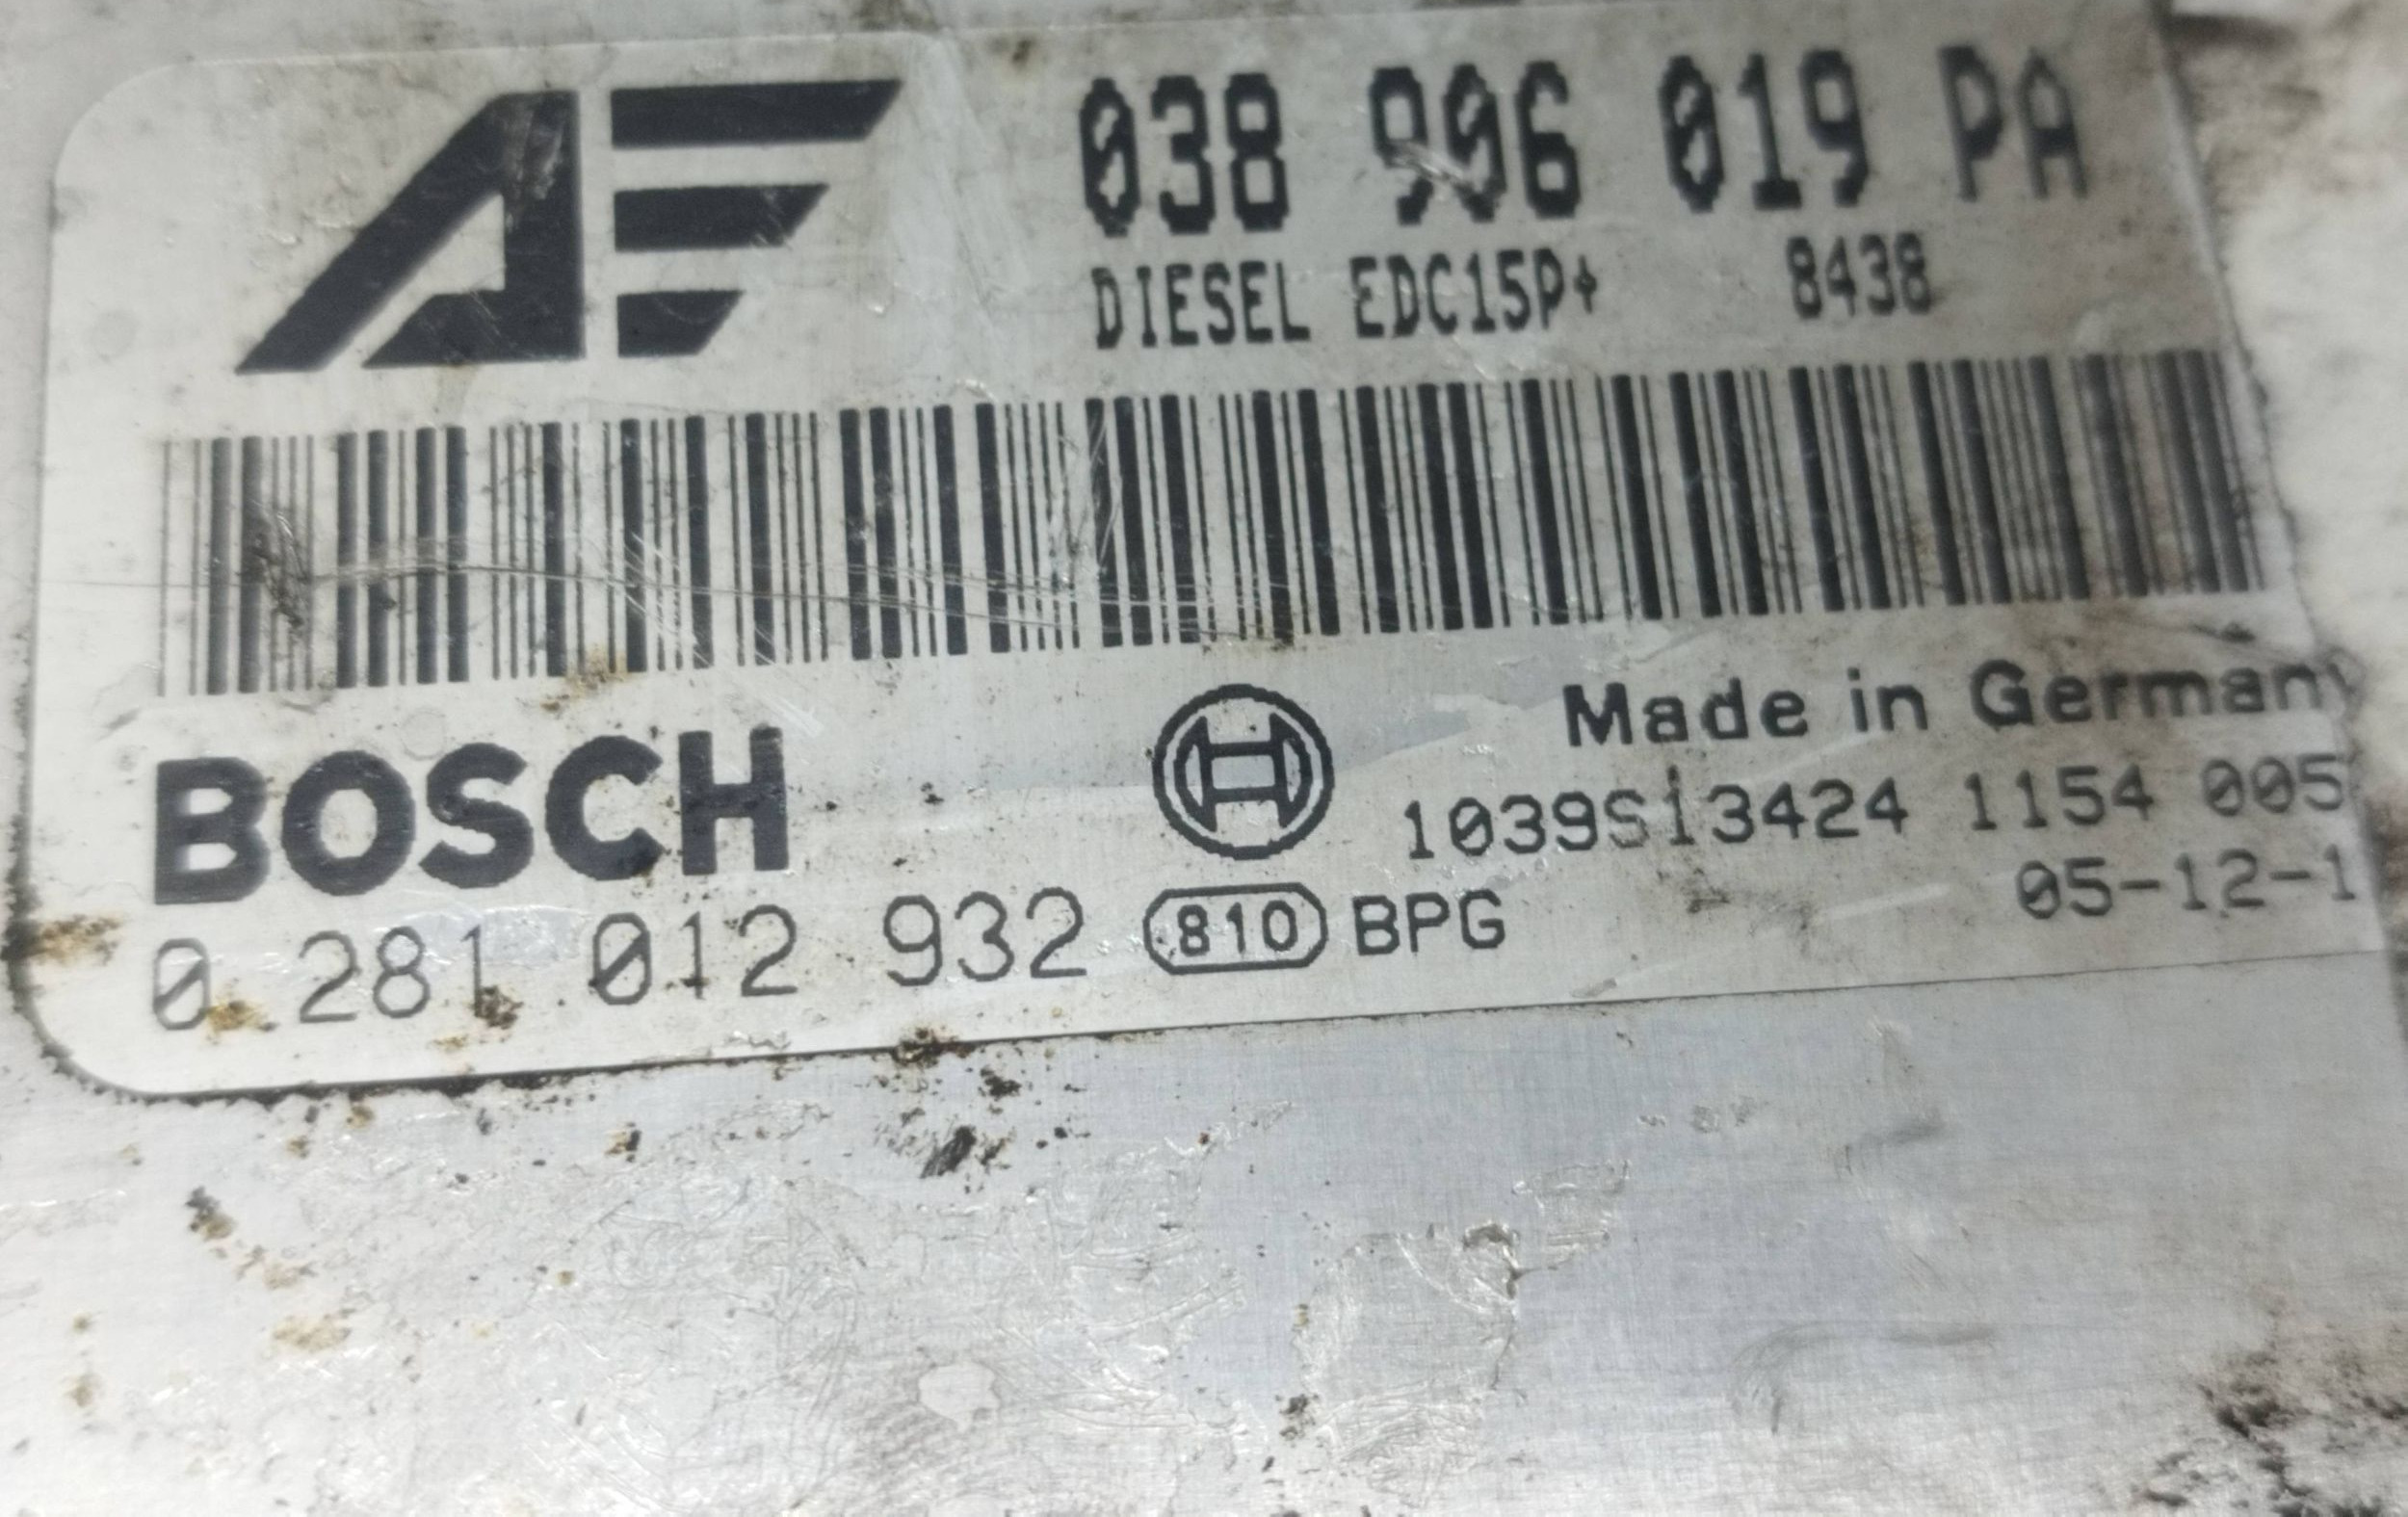 038 906 019 PA
DIESEL EDC15P+ 8438
BOSCH
Made in Germany
1039S13424 1154 005
05-12-1
0 281 012 932 810 BPG